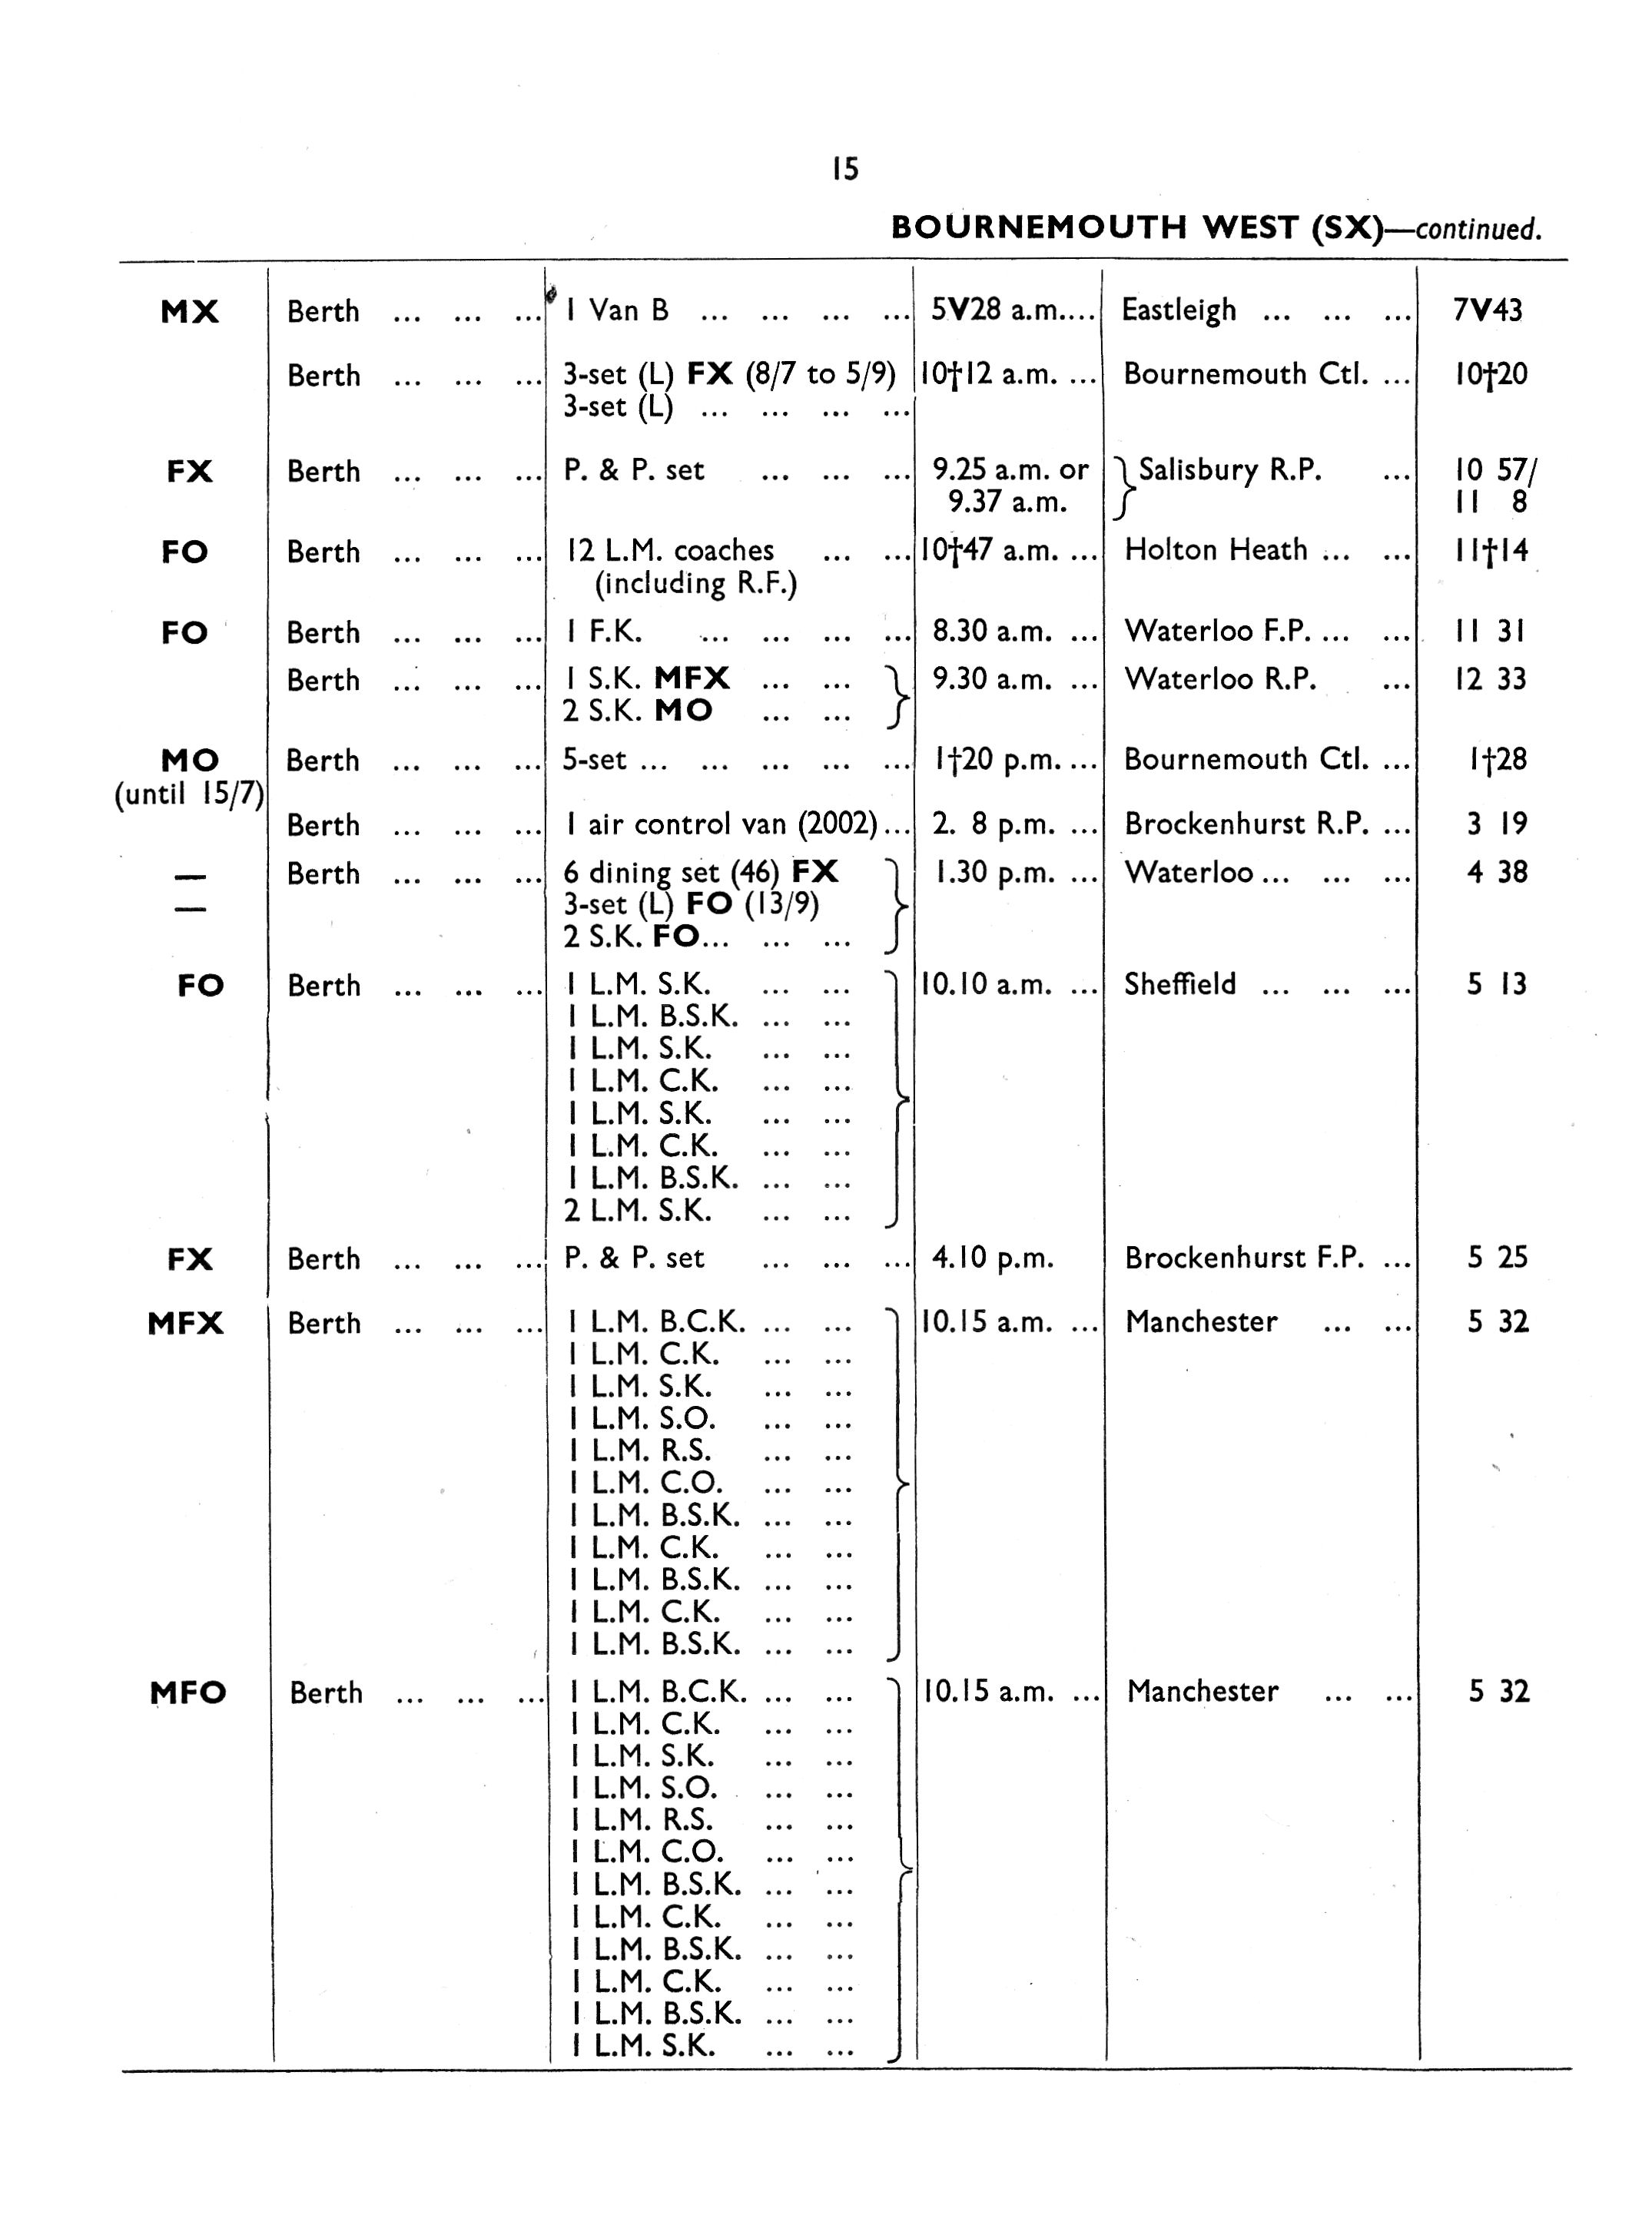 15
BOURNEMOUTH WEST (SX)—continued.
MX Berth ... ... ... 1 Van B ... ... ... ... 5V28 a.m.... Eastleigh ... ... ... 7V43
Berth ... ... ... 3-set (L) FX (8/7 to 5/9) 10†12 a.m. ... Bournemouth Ctl. ... 10†20
3-set (L) ... ... ... ...
FX Berth ... ... ... P. & P. set ... ... ... 9.25 a.m. or } Salisbury R.P. ... 10 57/
9.37 a.m. 11 8
FO Berth ... ... ... 12 L.M. coaches ... ... 10†47 a.m. ... Holton Heath ... ... 11†14
(including R.F.)
FO Berth ... ... ... 1 F.K. ... ... ... ... 8.30 a.m. ... Waterloo F.P. ... ... 11 31
Berth ... ... ... 1 S.K. MFX ... ... } 9.30 a.m. ... Waterloo R.P. ... 12 33
2 S.K. MO ... ...
MO Berth ... ... ... 5-set ... ... ... ... ... 1†20 p.m. ... Bournemouth Ctl. ... 1†28
(until 15/7)
Berth ... ... ... 1 air control van (2002) ... 2. 8 p.m. ... Brockenhurst R.P. ... 3 19
— Berth ... ... ... 6 dining set (46) FX } 1.30 p.m. ... Waterloo ... ... ... 4 38
— 3-set (L) FO (13/9)
2 S.K. FO... ... ...
FO Berth ... ... ... 1 L.M. S.K. ... ... } 10.10 a.m. ... Sheffield ... ... ... 5 13
1 L.M. B.S.K. ... ...
1 L.M. S.K. ... ...
1 L.M. C.K. ... ...
1 L.M. S.K. ... ...
1 L.M. C.K. ... ...
1 L.M. B.S.K. ... ...
2 L.M. S.K. ... ...
FX Berth ... ... ... P. & P. set ... ... ... 4.10 p.m. Brockenhurst F.P. ... 5 25
MFX Berth ... ... ... 1 L.M. B.C.K. ... ... } 10.15 a.m. ... Manchester ... ... 5 32
1 L.M. C.K. ... ...
1 L.M. S.K. ... ...
1 L.M. S.O. ... ...
1 L.M. R.S. ... ...
1 L.M. C.O. ... ...
1 L.M. B.S.K. ... ...
1 L.M. C.K. ... ...
1 L.M. B.S.K. ... ...
1 L.M. C.K. ... ...
1 L.M. B.S.K. ... ...
MFO Berth ... ... ... 1 L.M. B.C.K. ... ... } 10.15 a.m. ... Manchester ... ... 5 32
1 L.M. C.K. ... ...
1 L.M. S.K. ... ...
1 L.M. S.O. ... ...
1 L.M. R.S. ... ...
1 L.M. C.O. ... ...
1 L.M. B.S.K. ... ...
1 L.M. C.K. ... ...
1 L.M. B.S.K. ... ...
1 L.M. C.K. ... ...
1 L.M. B.S.K. ... ...
1 L.M. S.K. ... ...